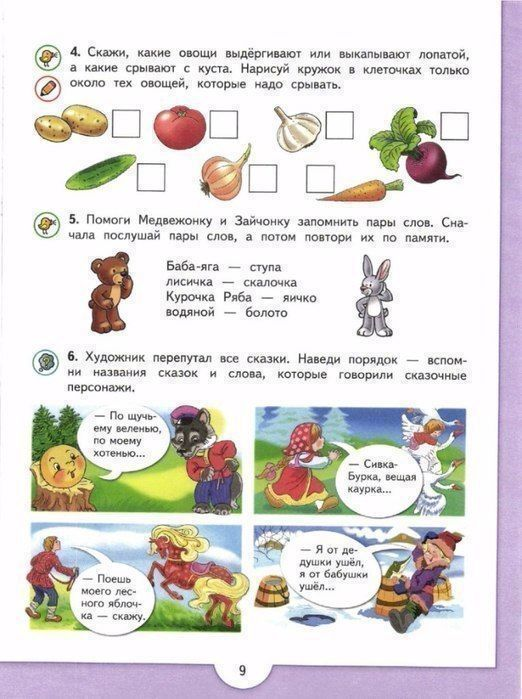 4. Скажи, какие овощи выдёргивают или выкапывают лопатой,
а какие срывают с куста. Нарисуй кружок в клеточках только
около тех овощей, которые надо срывать.
5. Помоги Медвежонку и Зайчонку запомнить пары слов. Сна-
чала послушай пары слов, а потом повтори их по памяти.
Баба-яга — ступа
лисичка — скалочка
Курочка Ряба — яичко
водяной — болото
6. Художник перепутал все сказки. Наведи порядок — вспом-
ни названия сказок и слова, которые говорили сказочные
персонажи.
— По щучь-
ему веленью,
по моему
хотенью...
— Сивка-
Бурка, вещая
каурка...
— Поешь
моего лес-
ного яблоч-
ка — скажу.
— Я от де-
душки ушёл,
я от бабушки
ушёл...
9